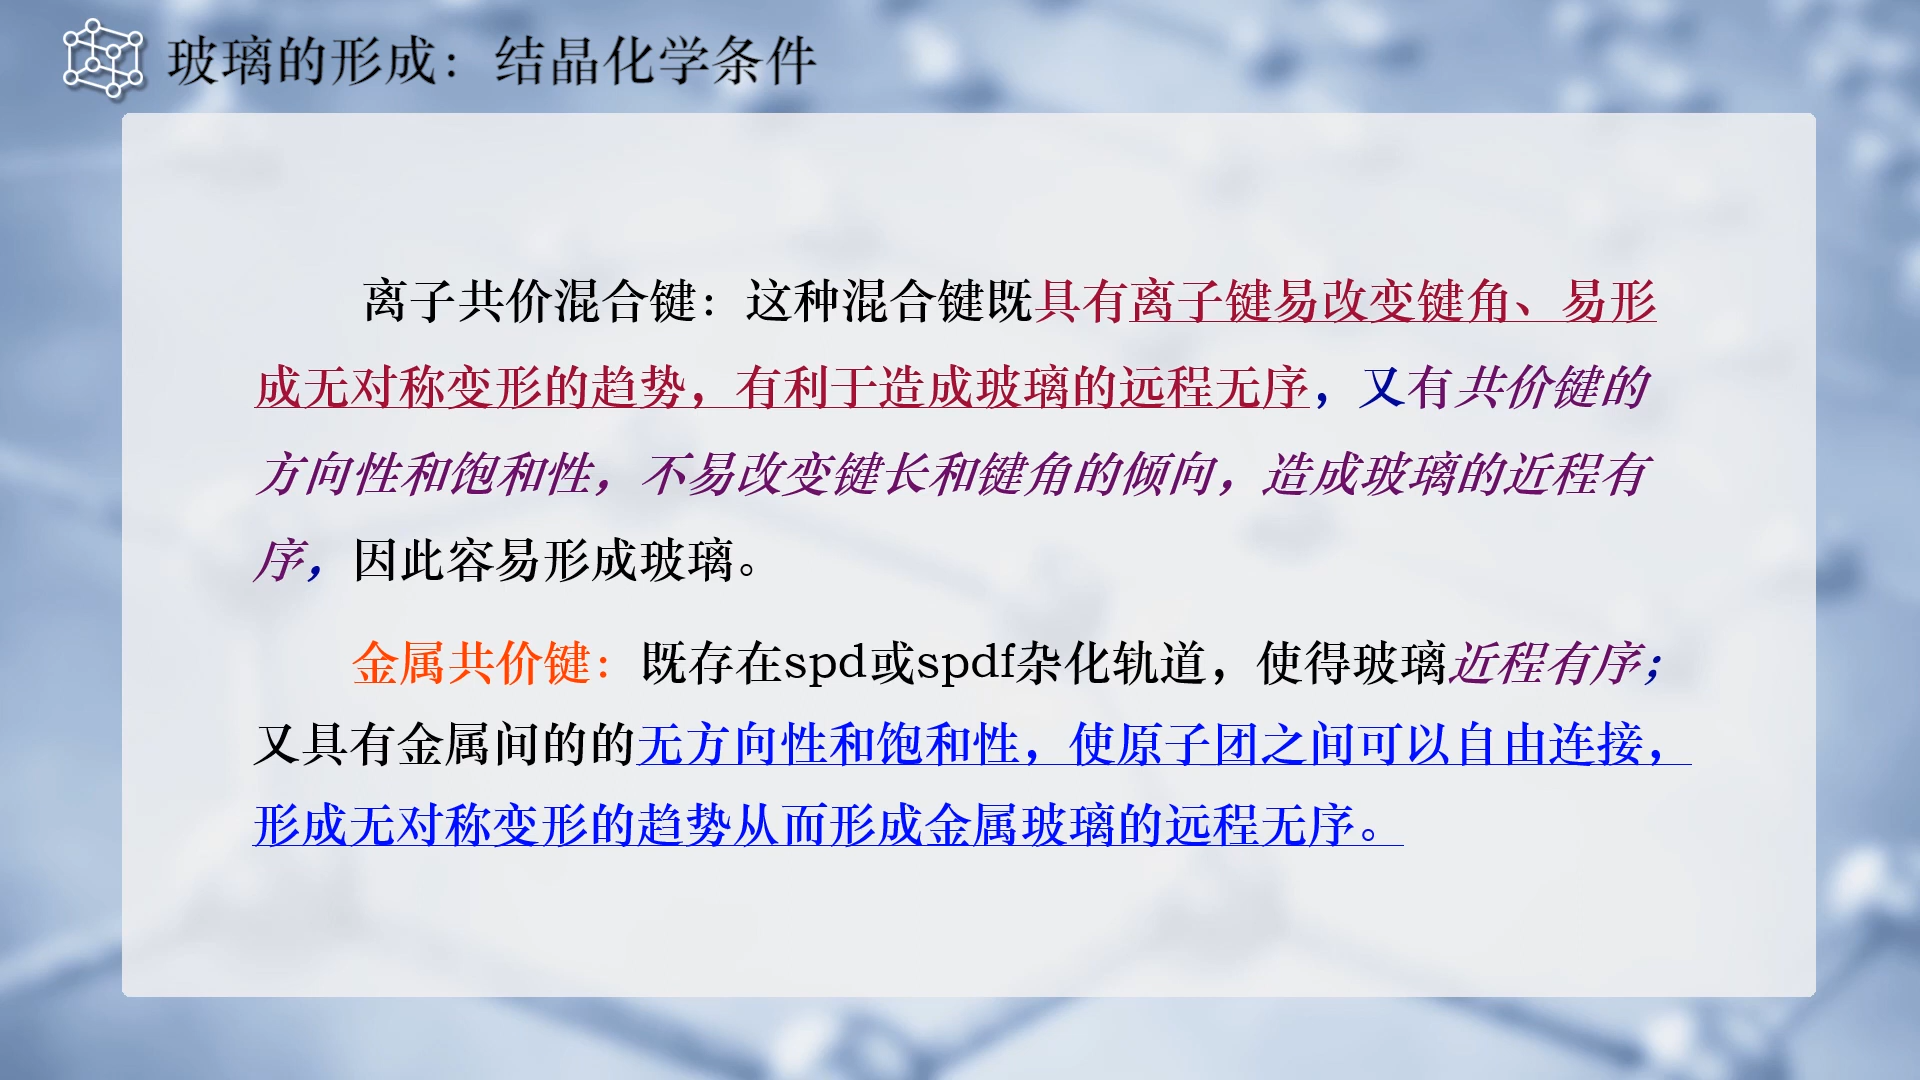 玻璃的形成：结晶化学条件
离子共价混合键：这种混合键既具有离子键易改变键角、易形
成无对称变形的趋势，有利于造成玻璃的远程无序，又有共价键的
方向性和饱和性，不易改变键长和键角的倾向，造成玻璃的近程有
序，因此容易形成玻璃。
金属共价键：既存在spd或spdf杂化轨道，使得玻璃近程有序；
又具有金属间的的无方向性和饱和性，使原子团之间可以自由连接，
形成无对称变形的趋势从而形成金属玻璃的远程无序。